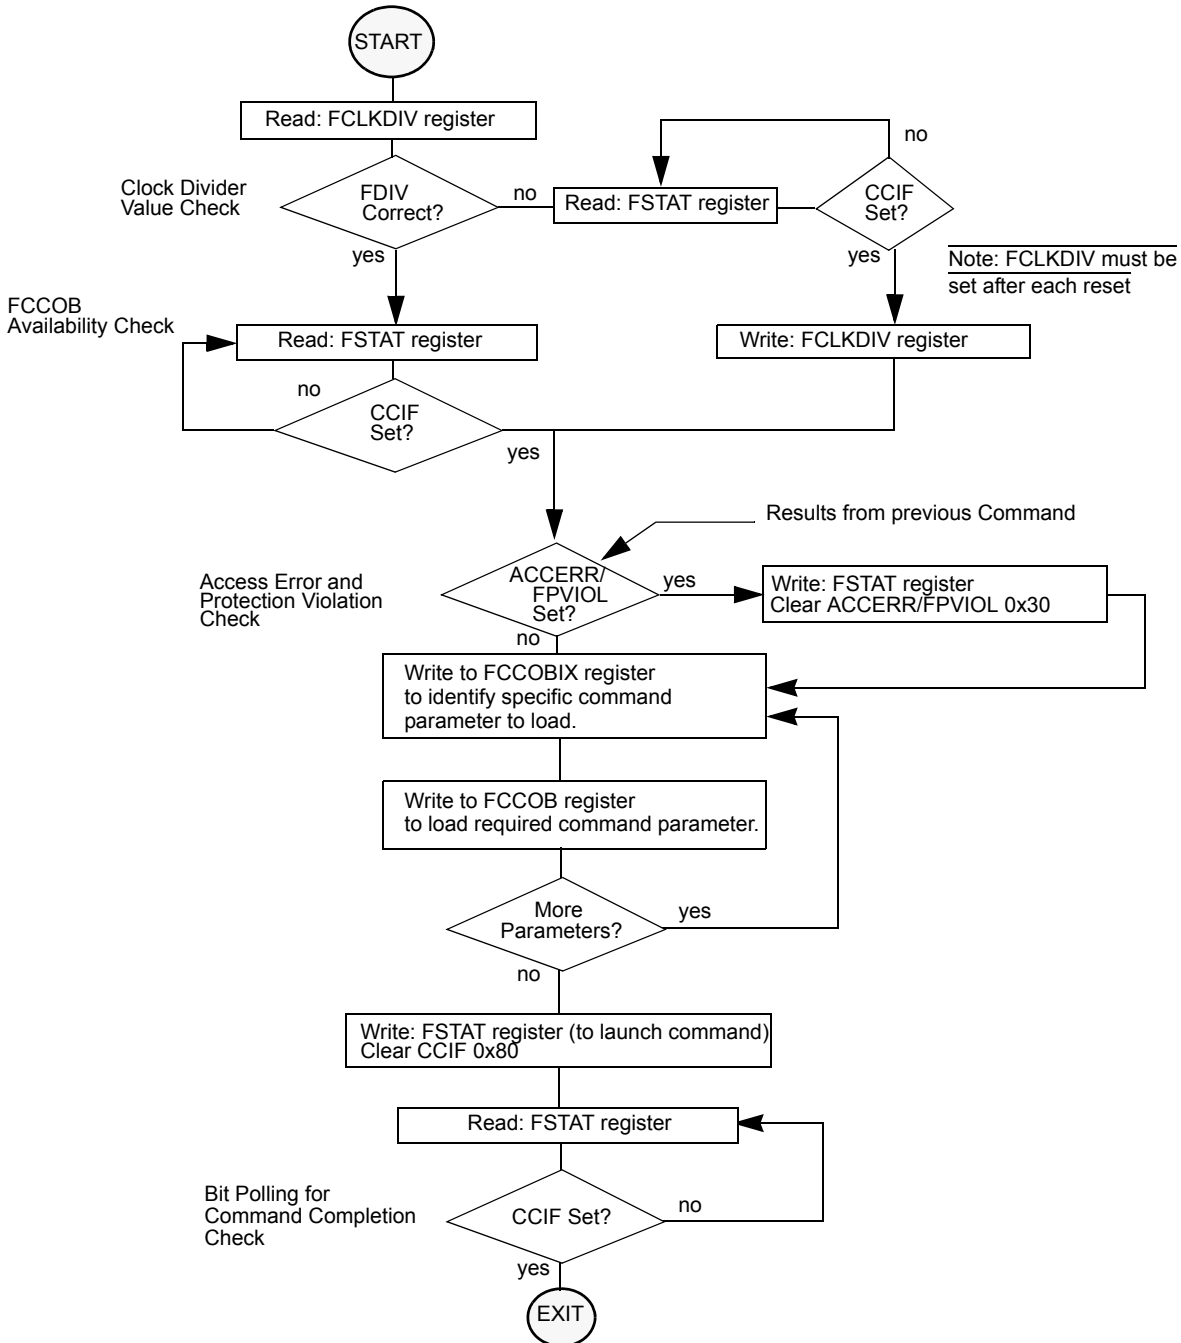 START
Read: FCLKDIV register
no
Clock Divider
Value Check
FDIV
Correct?
no
Read: FSTAT register
CCIF
Set?
yes
yes
Note: FCLKDIV must be
set after each reset
FCCOB
Availability Check
Read: FSTAT register
Write: FCLKDIV register
no
CCIF
Set?
yes
Results from previous Command
Access Error and
Protection Violation
Check
ACCERR/
FPVIOL
Set?
yes
Write: FSTAT register
Clear ACCERR/FPVIOL 0x30
no
Write to FCCOBIX register
to identify specific command
parameter to load.
Write to FCCOB register
to load required command parameter.
More
Parameters?
yes
no
Write: FSTAT register (to launch command)
Clear CCIF 0x80
Read: FSTAT register
Bit Polling for
Command Completion
Check
CCIF Set?
no
yes
EXIT